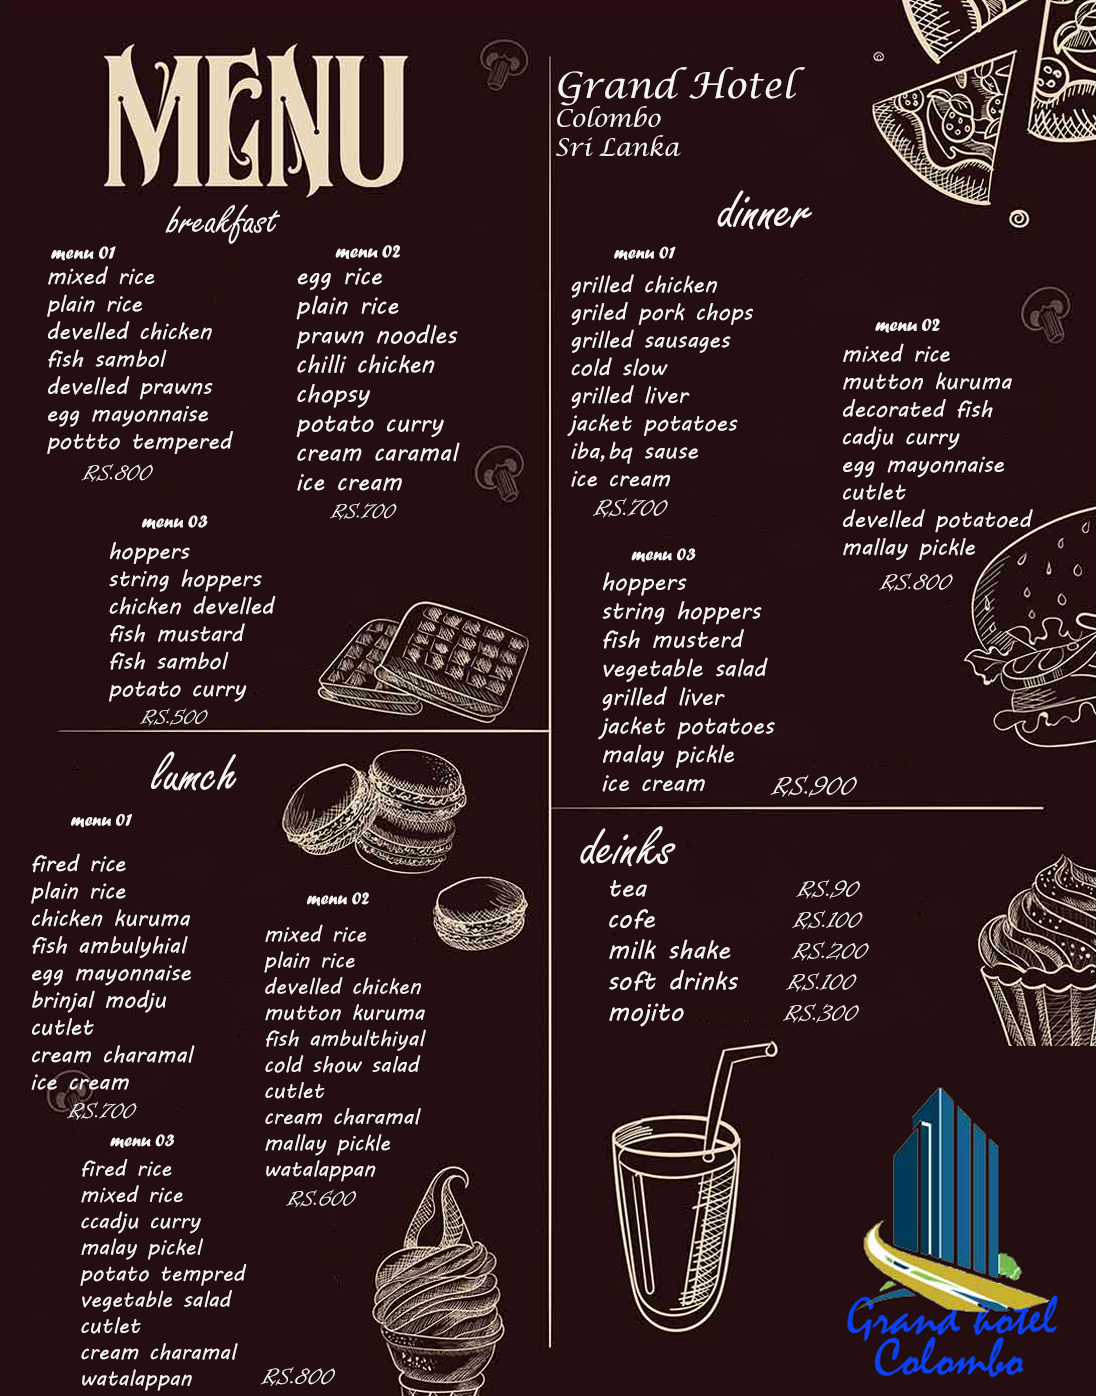 MENU
breakfast
menu 01
mixed rice
plain rice
develled chicken
fish sambol
develled prawns
egg mayonnaise
pottto tempered
RS.800
menu 02
egg rice
plain rice
prawn noodles
chilli chicken
chopsy
potato curry
cream caramal
ice cream
RS.700
menu 03
hoppers
string hoppers
chicken develled
fish mustard
fish sambol
potato curry
RS.500
lumch
menu 01
fired rice
plain rice
chicken kuruma
fish ambulyhial
egg mayonnaise
brinjal modju
cutlet
cream charamal
ice cream
RS.700
menu 02
mixed rice
plain rice
develled chicken
mutton kuruma
fish ambulthiyal
cold show salad
cutlet
cream charamal
mallay pickle
watalappan
RS.600
menu 03
fired rice
mixed rice
ccadju curry
malay pickel
potato tempred
vegetable salad
cutlet
cream charamal
watalappan
RS.800
Grand Hotel
Colombo
Sri Lanka
dinner
menu 01
grilled chicken
griled pork chops
grilled sausages
cold slow
grilled liver
jacket potatoes
iba,bq sause
ice cream
RS.700
menu 02
mixed rice
mutton kuruma
decorated fish
cadju curry
egg mayonnaise
cutlet
develled potatoed
mallay pickle
RS.800
menu 03
hoppers
string hoppers
fish musterd
vegetable salad
grilled liver
jacket potatoes
malay pickle
ice cream RS.900
deinks
tea RS.90
cofe RS.100
milk shake RS.200
soft drinks RS.100
mojito RS.300
Grand hotel
Colombo